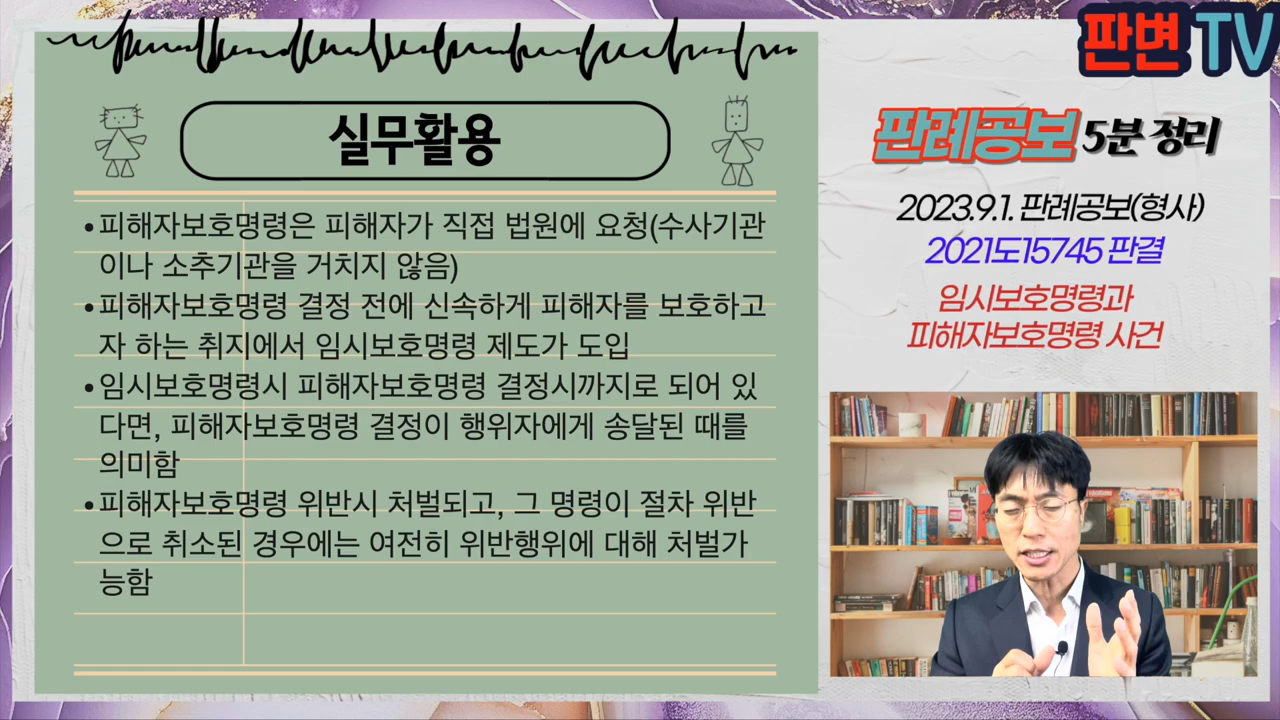 판변 TV
실무활용
•피해자보호명령은 피해자가 직접 법원에 요청(수사기관
이나 소추기관을 거치지 않음)
•피해자보호명령 결정 전에 신속하게 피해자를 보호하고
자 하는 취지에서 임시보호명령 제도가 도입
•임시보호명령시 피해자보호명령 결정시까지로 되어 있
다면, 피해자보호명령 결정이 행위자에게 송달된 때를
의미함
•피해자보호명령 위반시 처벌되고, 그 명령이 절차 위반
으로 취소된 경우에는 여전히 위반행위에 대해 처벌가
능함
판례공보 5분 정리
2023.9.1. 판례공보(형사)
2021도15745 판결
임시보호명령과
피해자보호명령 사건